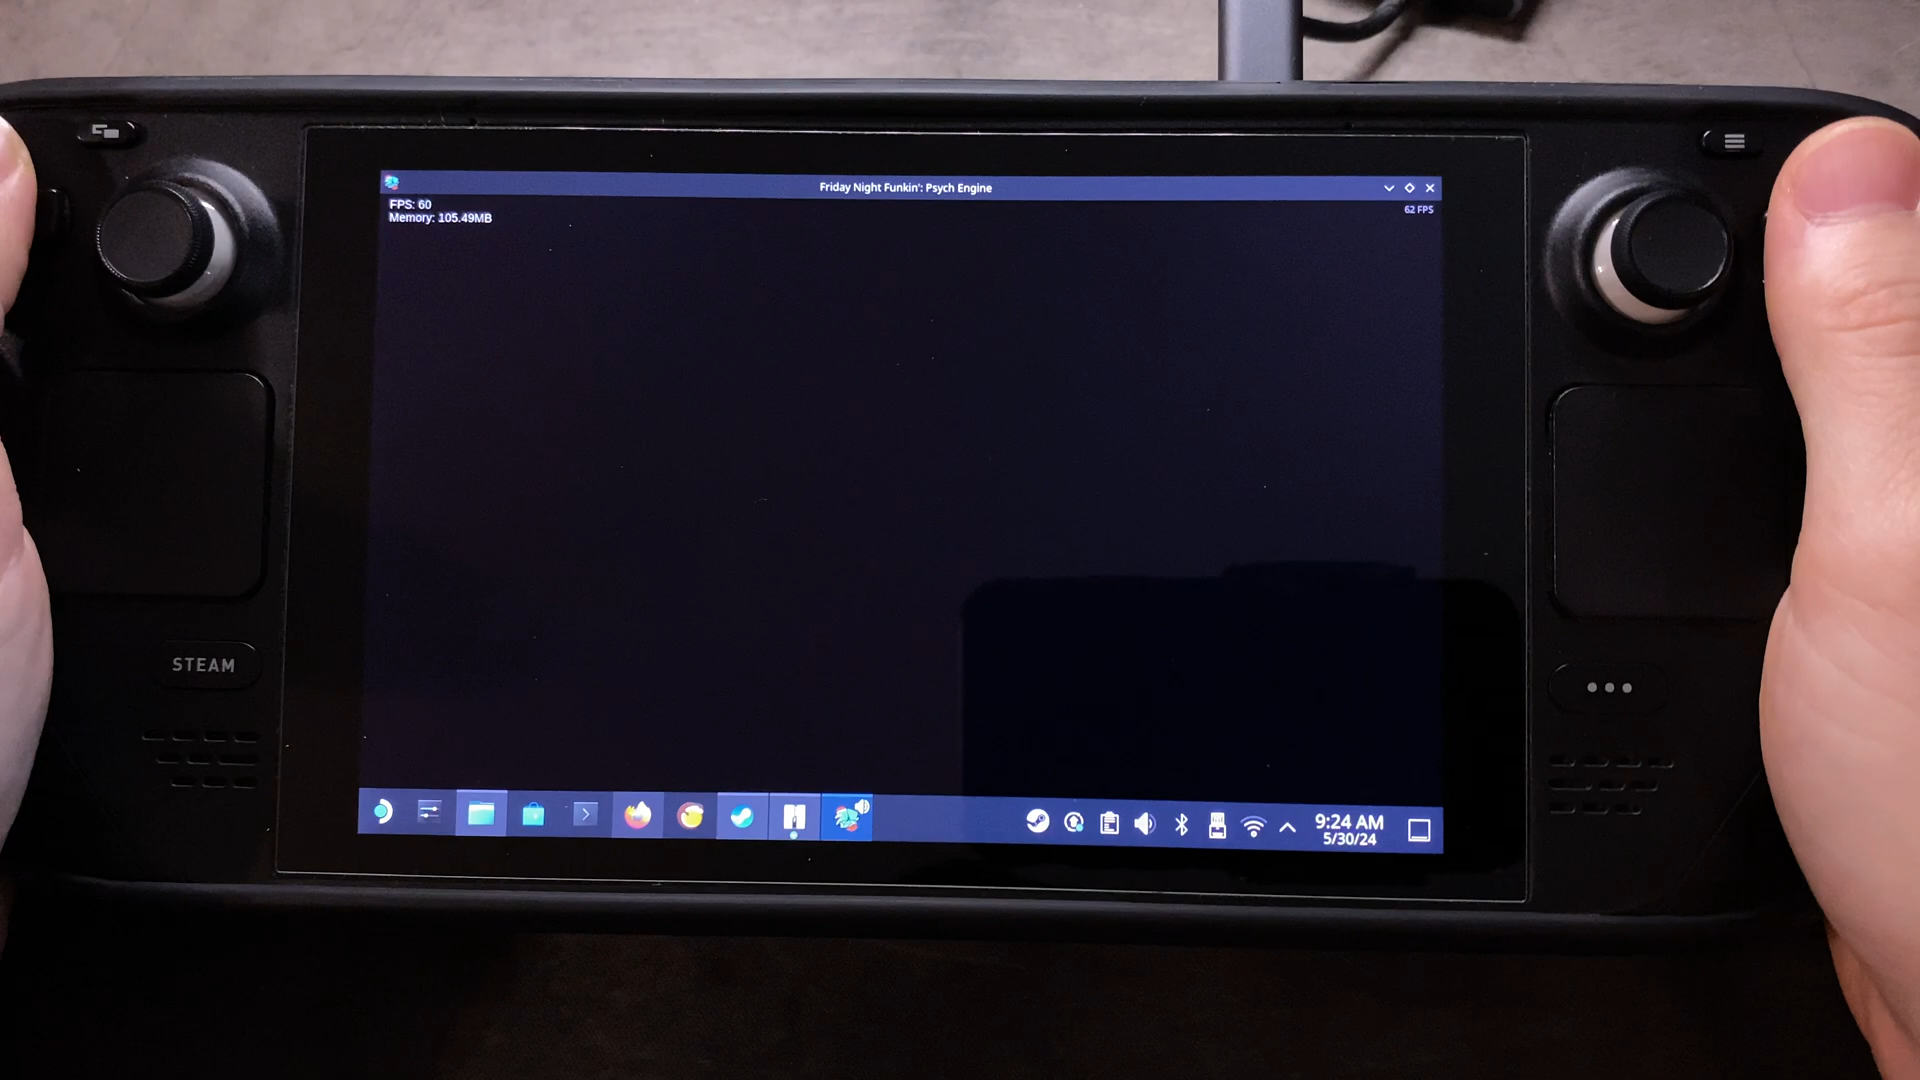 Friday Night Funkin': Psych Engine
FPS: 60
Memory: 105.49MB
62 FPS
STEAM
9:24 AM
5/30/24